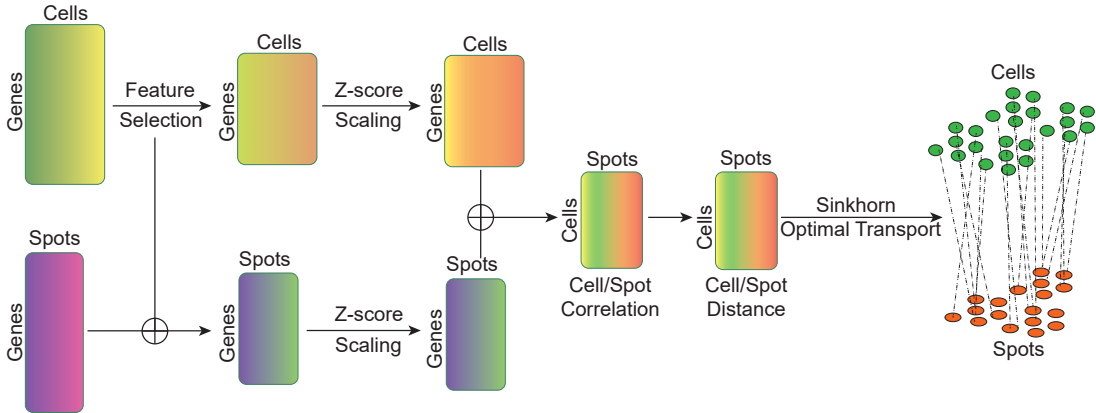 Cells
Genes
Feature
Selection
Cells
Genes
Z-score
Scaling
Cells
Genes
Spots
Genes
Spots
Genes
Z-score
Scaling
Spots
Genes
Spots
Cells
Cell/Spot
Correlation
Spots
Cells
Cell/Spot
Distance
Sinkhorn
Optimal Transport
Cells
Spots